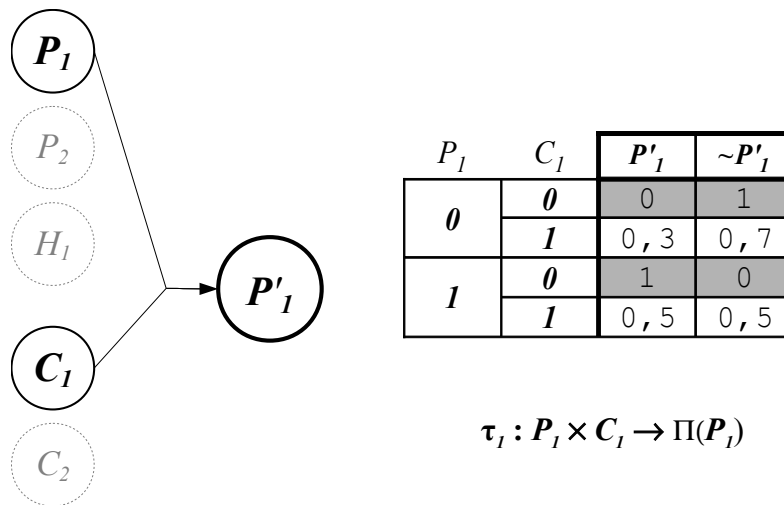 P₁
P₂
H₁
C₁
C₂
P'₁
P₁ C₁ P'₁ ~P'₁
0 0 0 1
1 0,3 0,7
1 0 1 0
1 0,5 0,5
τ₁ : P₁ × C₁ → Π(P₁)